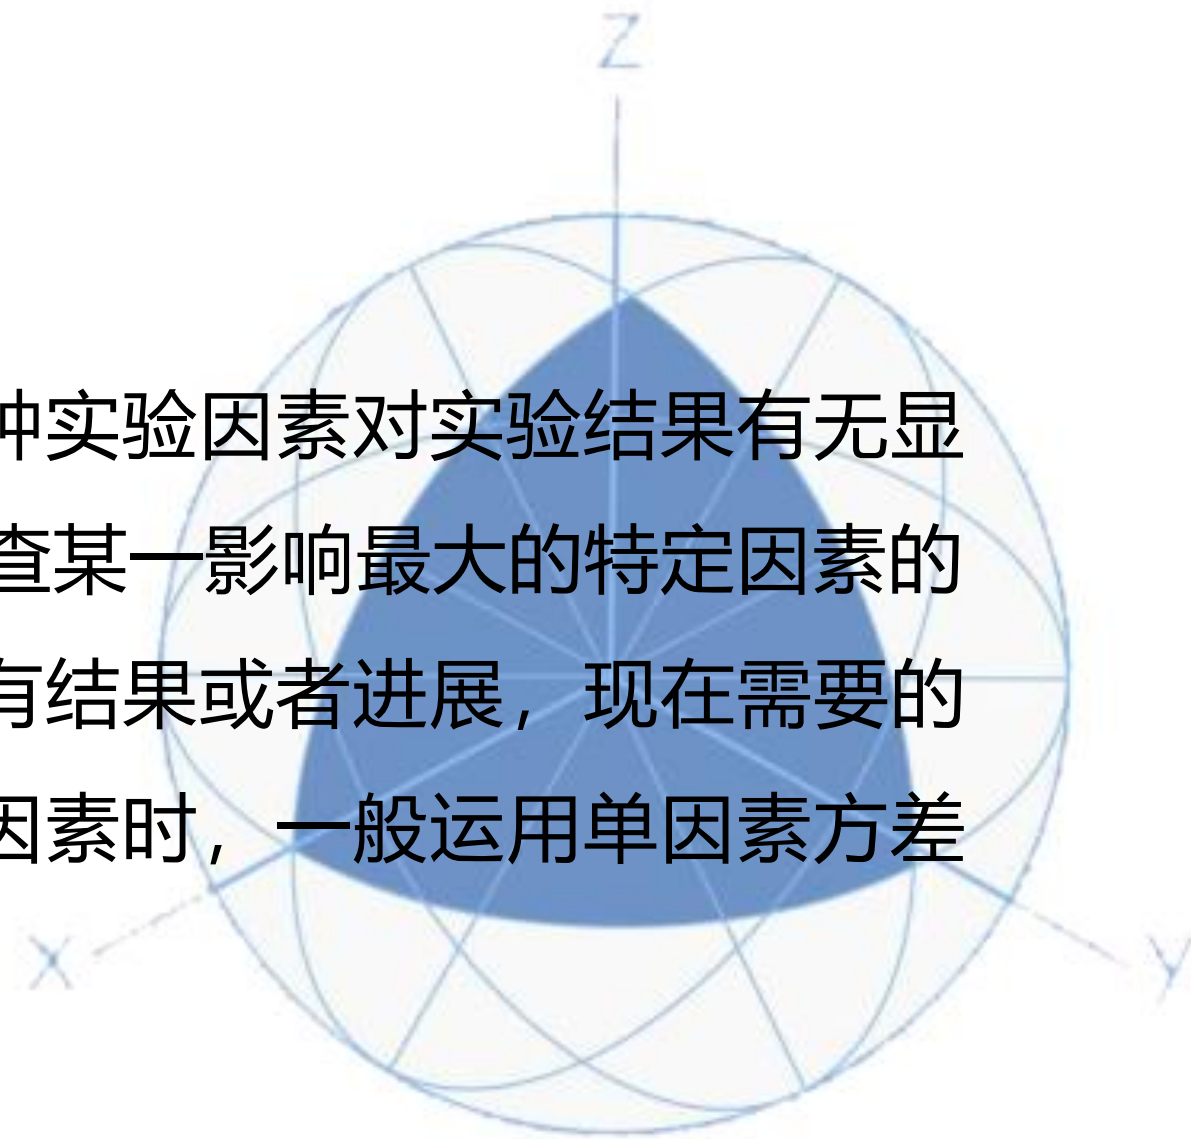 Z
种实验因素对实验结果有无显
查某一影响最大的特定因素的
有结果或者进展，现在需要的
因素时，一般运用单因素方差
X
Y